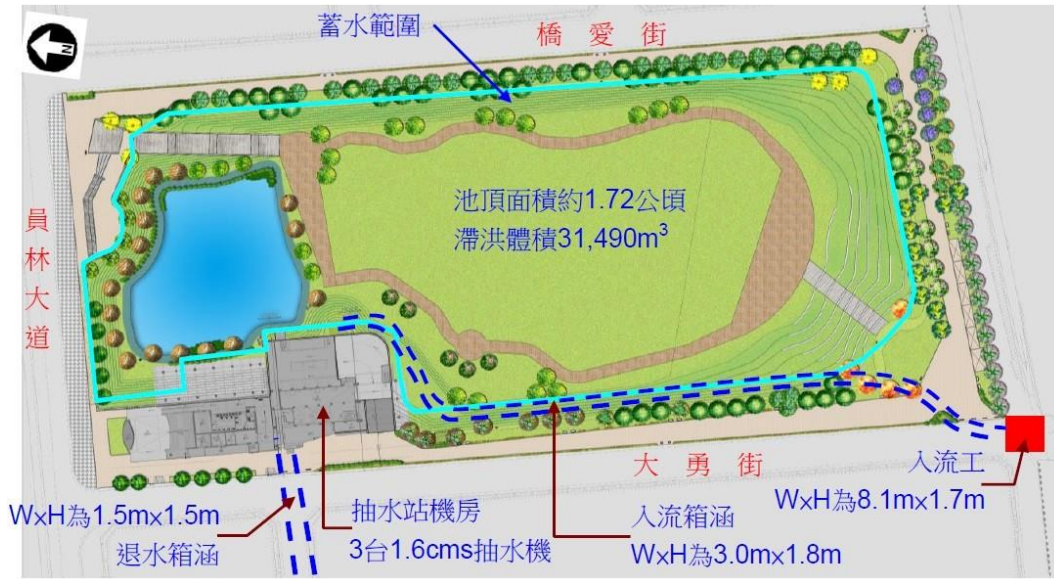 N
蓄水範圍
橋愛街
池頂面積約1.72公頃
滯洪體積31,490m³
員林大道
大勇街
入流工
WxH為8.1mx1.7m
WxH為1.5mx1.5m
退水箱涵
抽水站機房
3台1.6cms抽水機
入流箱涵
WxH為3.0mx1.8m